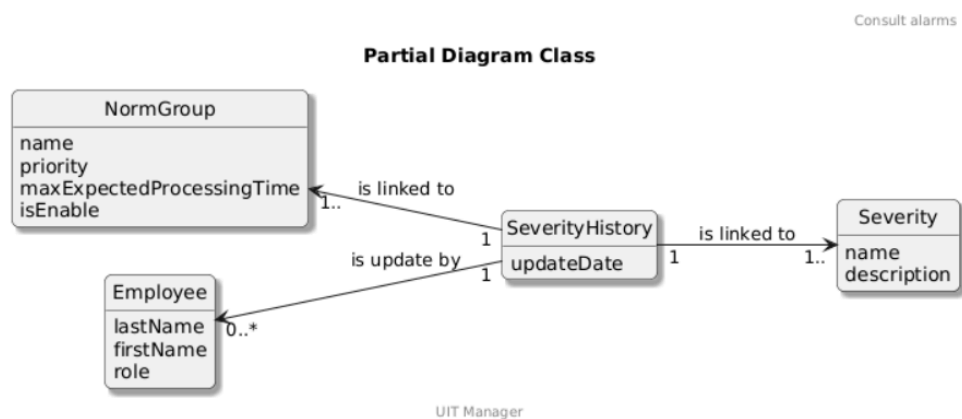 Consult alarms
Partial Diagram Class
NormGroup
name
priority
maxExpectedProcessingTime
isEnable
is linked to
1..
1
SeverityHistory
updateDate
is linked to
1
1..
Severity
name
description
is update by
1
0..*
Employee
lastName
firstName
role
UIT Manager